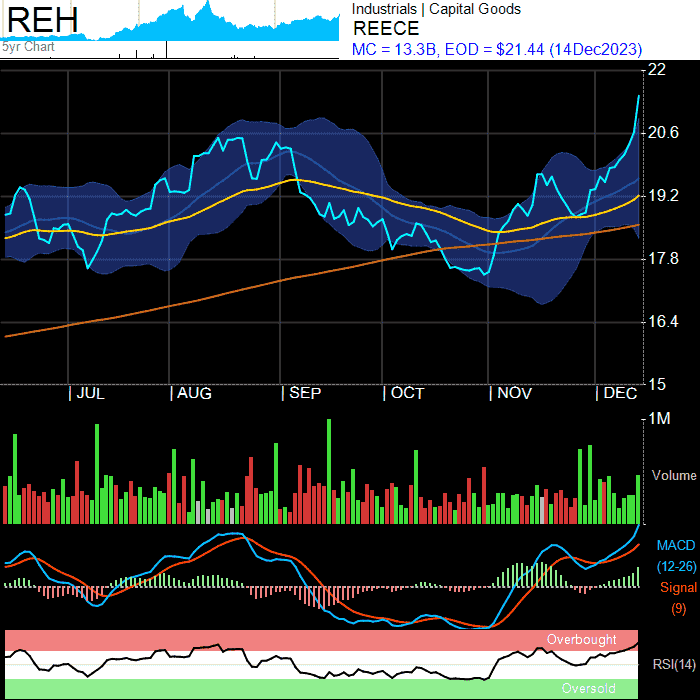 REH
5yr Chart
Industrials | Capital Goods
REECE
MC = 13.3B, EOD = $21.44 (14Dec2023)
22
20.6
19.2
17.8
16.4
15
JUL AUG SEP OCT NOV DEC
1M
Volume
MACD
(12-26)
Signal
(9)
Overbought
RSI(14)
Oversold